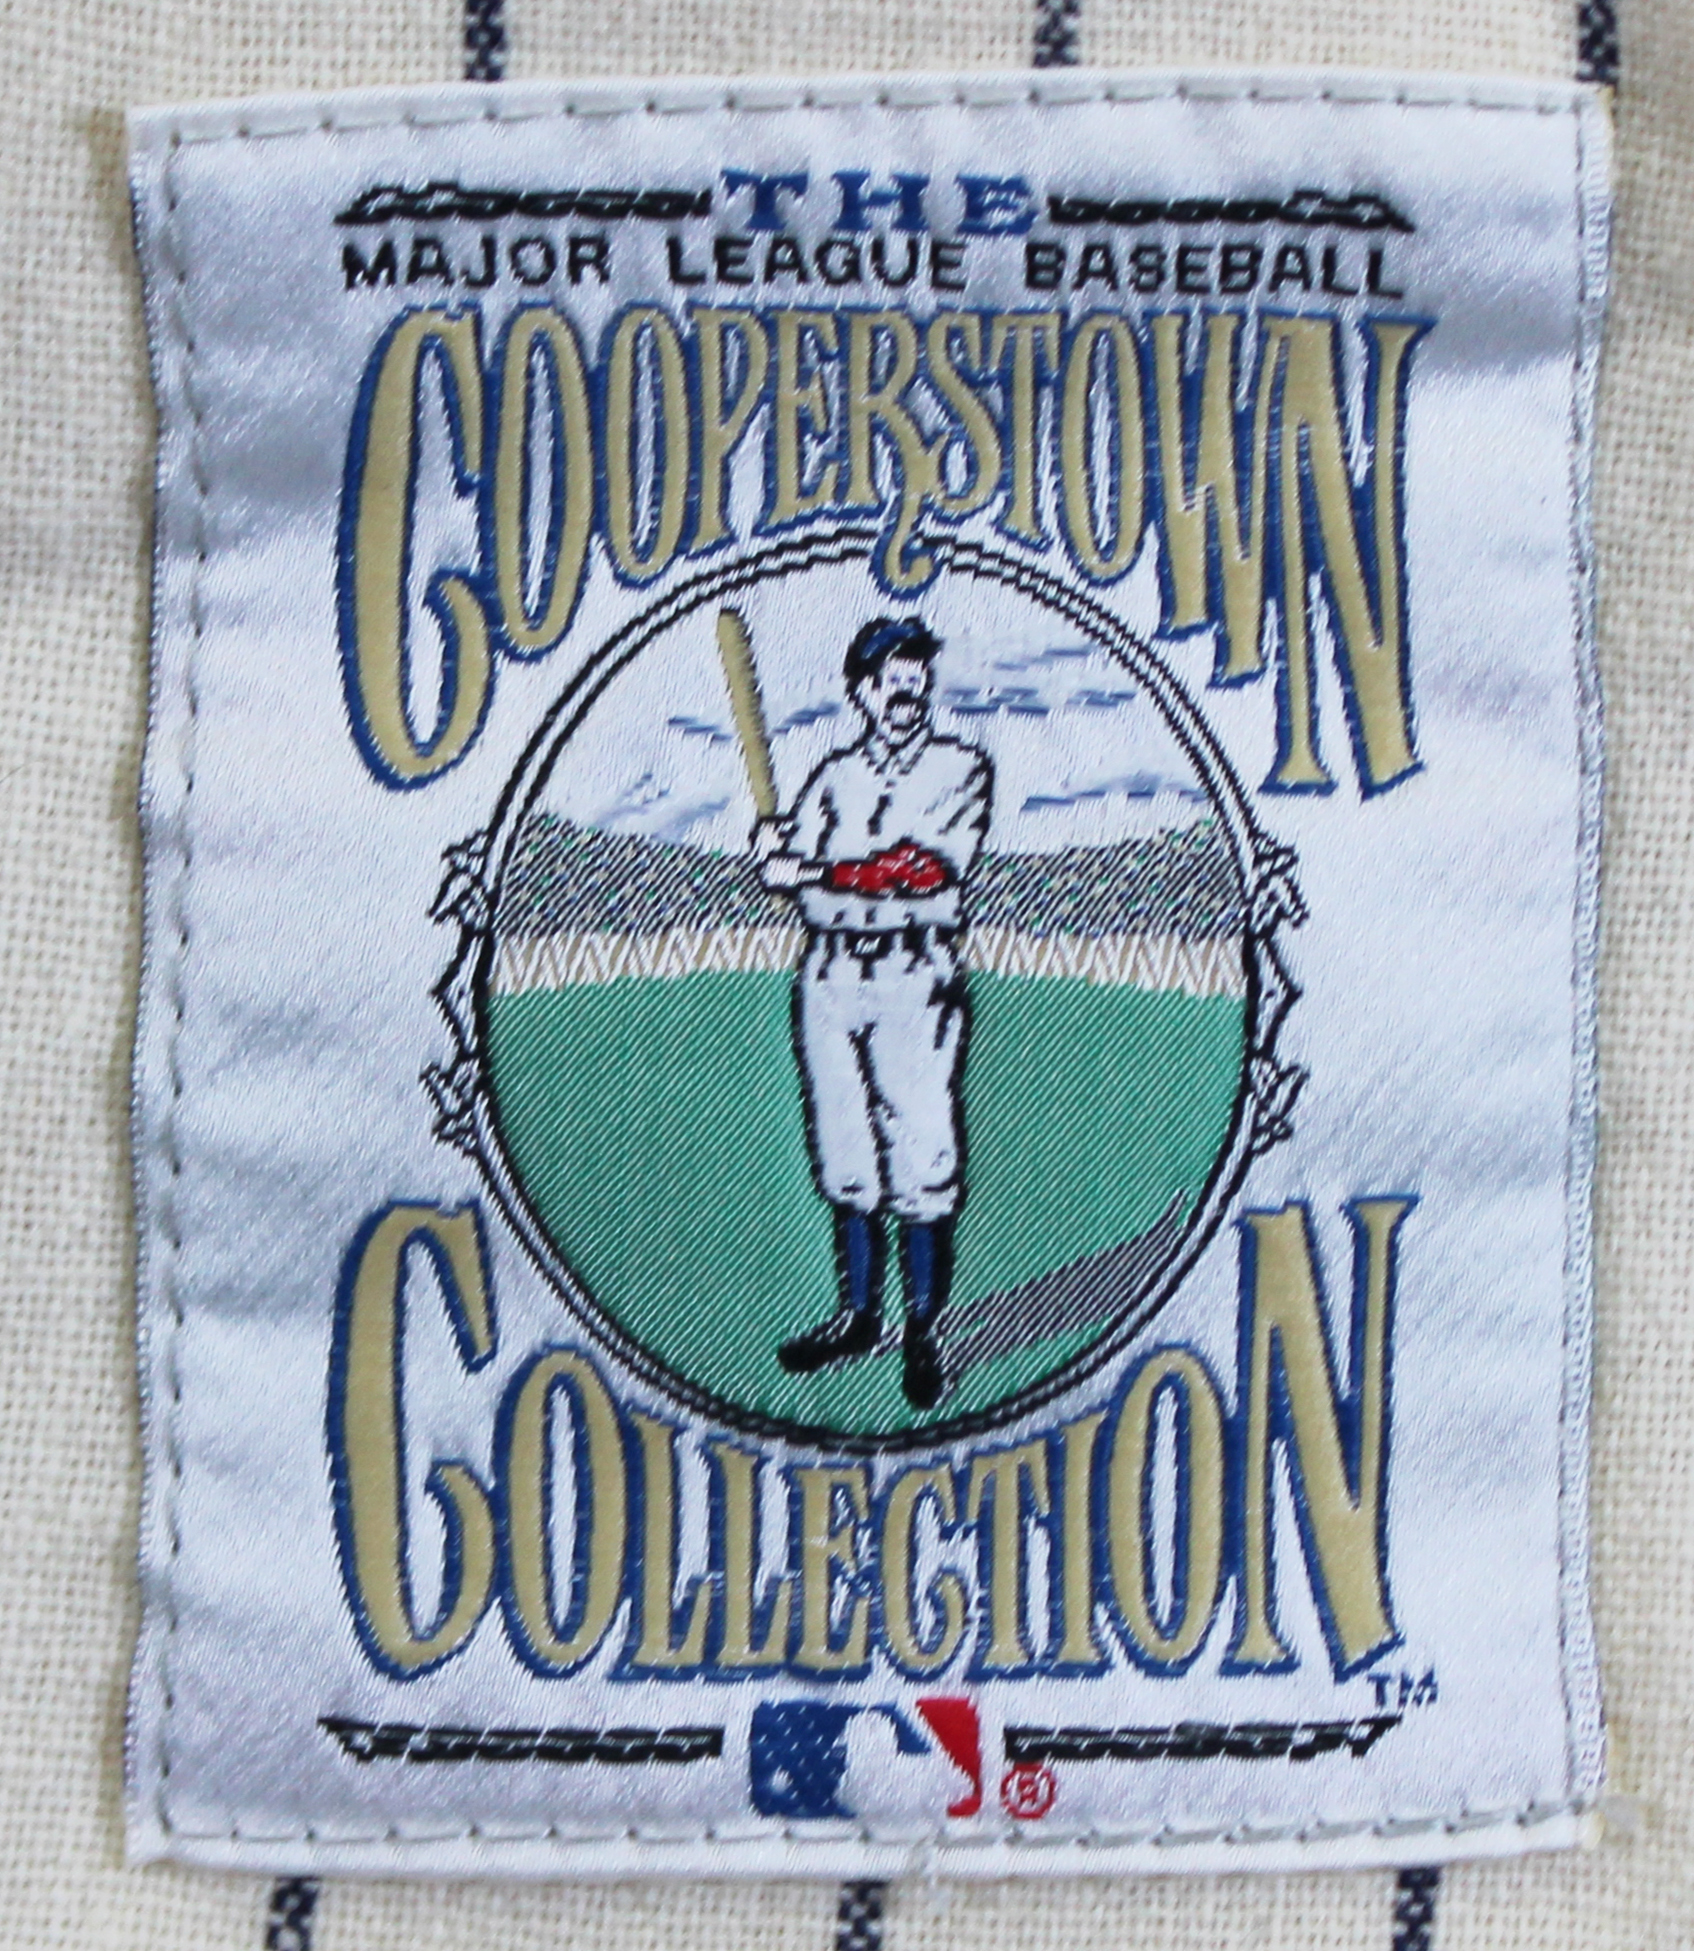 THE
MAJOR LEAGUE BASEBALL
COOPERSTOWN
COLLECTION
TM
®